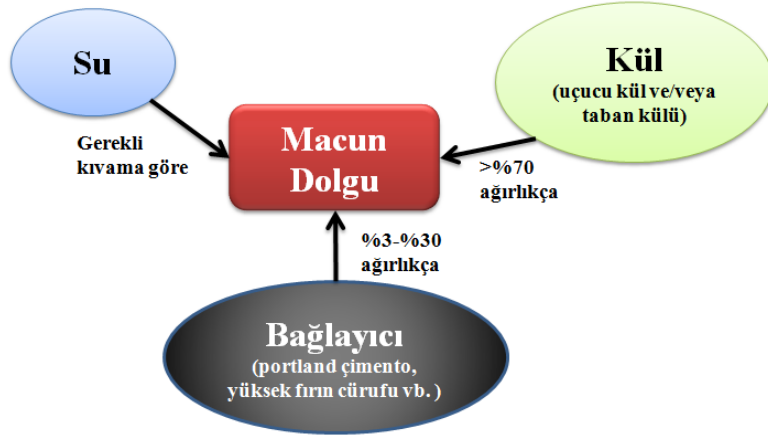 Su
Kül
(uçucu kül ve/veya
taban külü)
Gerekli
kıvama göre
Macun
Dolgu
>%70
ağırlıkça
%3-%30
ağırlıkça
Bağlayıcı
(portland çimento,
yüksek fırın cürufu vb. )